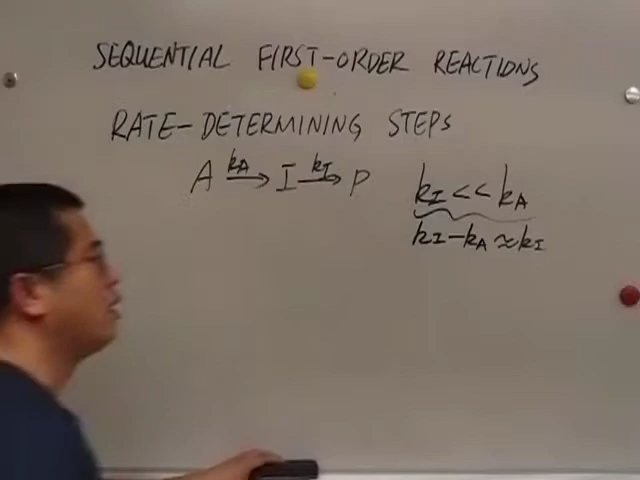 SEQUENTIAL FIRST-ORDER REACTIONS
RATE-DETERMINING STEPS
A —kA→ I —kI→ P
kI << kA
kI - kA ≈ kI